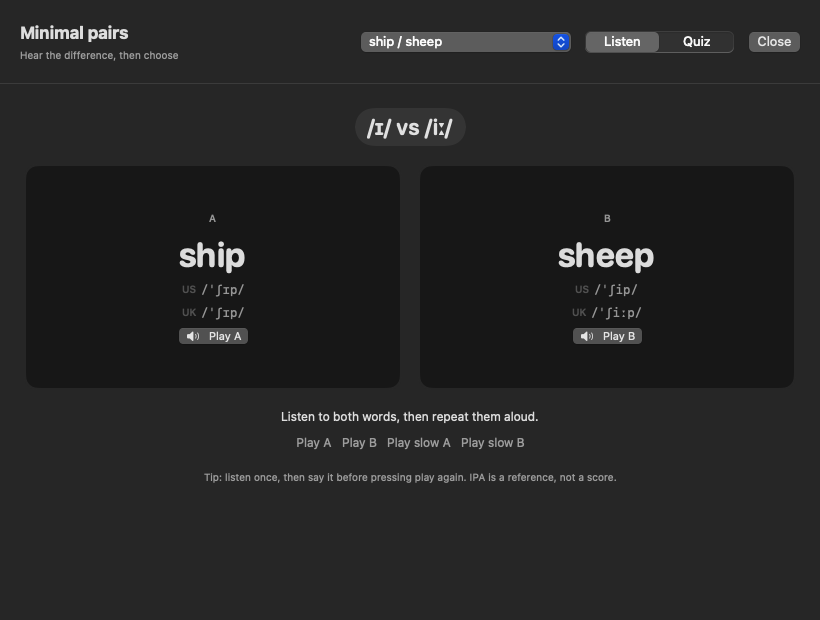 Minimal pairs
Hear the difference, then choose
ship / sheep
Listen
Quiz
Close
/ɪ/ vs /iː/
A
ship
US /ˈʃɪp/
UK /ˈʃɪp/
Play A
B
sheep
US /ˈʃip/
UK /ˈʃiːp/
Play B
Listen to both words, then repeat them aloud.
Play A Play B Play slow A Play slow B
Tip: listen once, then say it before pressing play again. IPA is a reference, not a score.